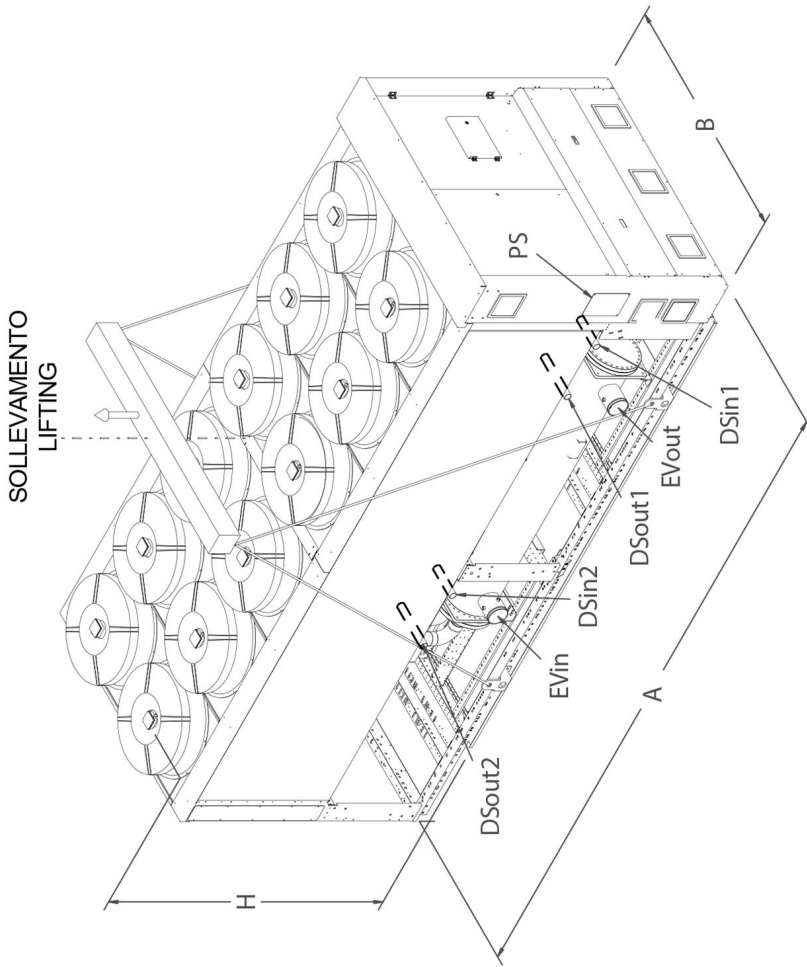 SOLLEVAMENTO
LIFTING
H
B
PS
DSin1
EVout
DSout1
DSin2
EVin
DSout2
A